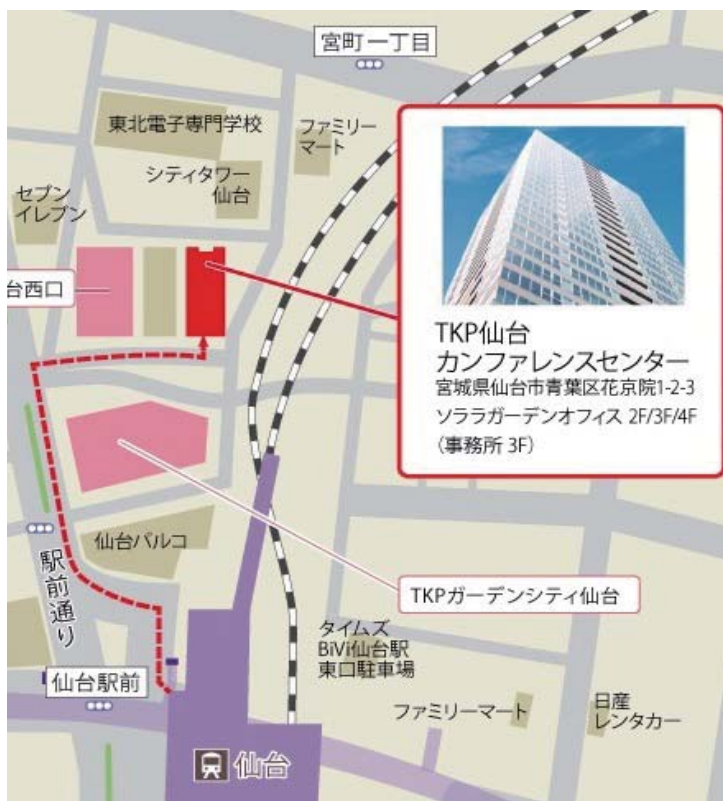 宮町一丁目
東北電子専門学校
ファミリー
マート
シティタワー
仙台
セブン
イレブン
台西口
TKP仙台
カンファレンスセンター
宮城県仙台市青葉区花京院1-2-3
ソララガーデンオフィス 2F/3F/4F
(事務所 3F)
仙台パルコ
駅前通り
TKPガーデンシティ仙台
タイムズ
BiVi仙台駅
東口駐車場
仙台駅前
ファミリーマート
日産
レンタカー
仙台